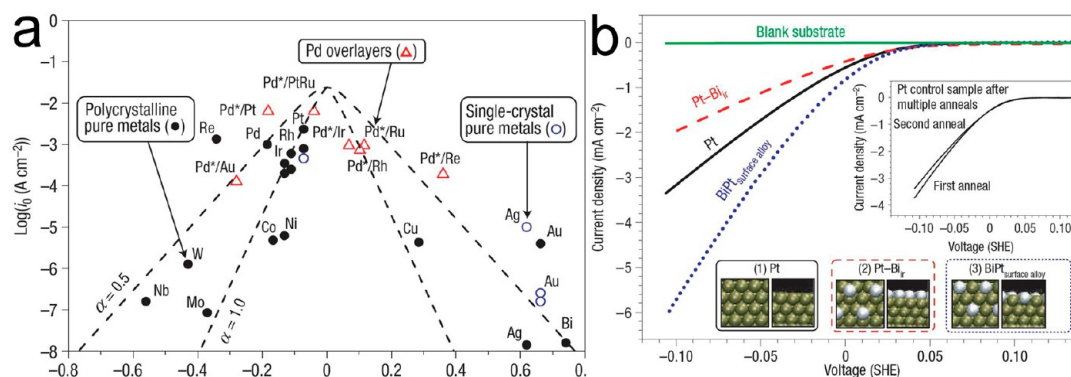 a
Log(i₀ (A cm⁻²))
0
−1
−2
−3
−4
−5
−6
−7
−8
−0.8
−0.6
−0.4
−0.2
0.0
0.2
0.4
0.6
0.8
Pd overlayers (△)
Polycrystalline
pure metals (●)
Single-crystal
pure metals (○)
Pd*/PtRu
Pd*/Pt
Re
Pd
Pt
Rh
Ir
Pd*/Ir
Pd*/Ru
Pd*/Rh
Pd*/Re
Pd*/Au
W
Nb
Mo
Co
Ni
Cu
Ag
Au
Au
Ag
Bi
α = 0.5
α = 1.0
b
Current density (mA cm⁻²)
0
−1
−2
−3
−4
−5
−6
−0.10
−0.05
0
0.05
0.10
Voltage (SHE)
Blank substrate
Pt–Bi_ir
Pt
BiPt_surface alloy
Pt control sample after
multiple anneals
Second anneal
First anneal
Current density (mA cm⁻²)
0
−1
−2
−3
−4
−0.10
−0.05
0
0.05
0.10
Voltage (SHE)
(1) Pt
(2) Pt–Bi_ir
(3) BiPt_surface alloy